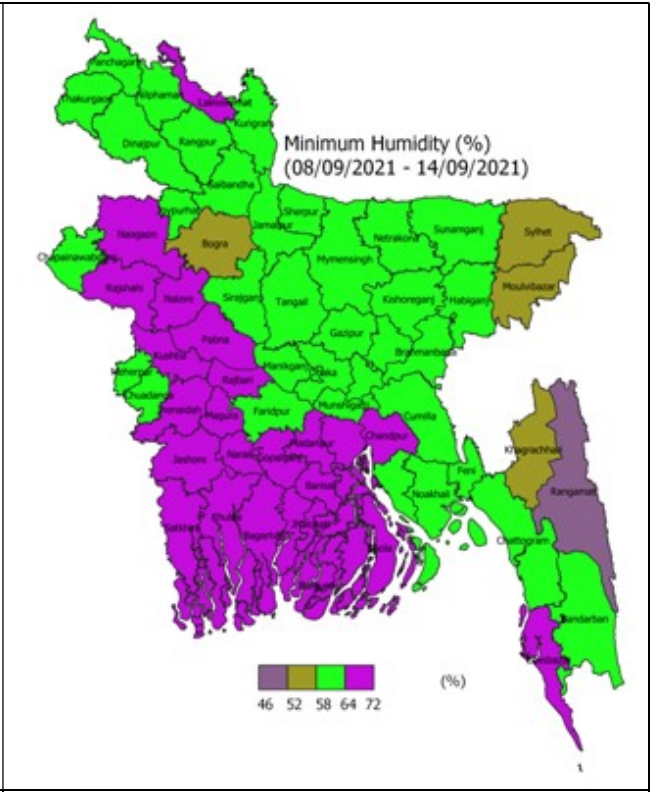 Panchagarh
Thakurgaon
Nilphamari
Lalmonirhat
Kurigram
Dinajpur
Rangpur
Minimum Humidity (%)
(08/09/2021 - 14/09/2021)
Gaibandha
Joypurhat
Jamalpur
Sherpur
Naogaon
Bogra
Netrakona
Sunamganj
Sylhet
Mymensingh
Chapainawabganj
Moulvibazar
Rajshahi
Natore
Sirajganj
Tangail
Kishoreganj
Habiganj
Gazipur
Pabna
Brahmanbaria
Kushtia
Meherpur
Manikganj
Dhaka
Rajbari
Chuadanga
Jhenaidah
Magura
Faridpur
Munshiganj
Cumilla
Chandpur
Khagrachhari
Madaripur
Jashore
Narail
Gopalganj
Feni
Rangamati
Barisal
Noakhali
Satkhira
Khulna
Bagerhat
Jhalokati
Bhola
Chattogram
Bandarban
(%)
46 52 58 64 72